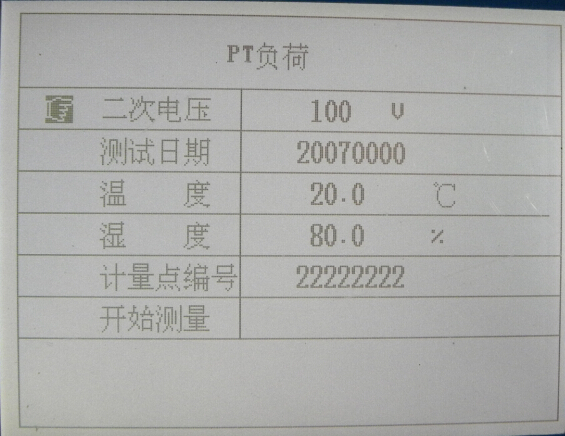 PT负荷
二次电压 100 V
测试日期 20070000
温 度 20.0 ℃
湿 度 80.0 %
计量点编号 22222222
开始测量